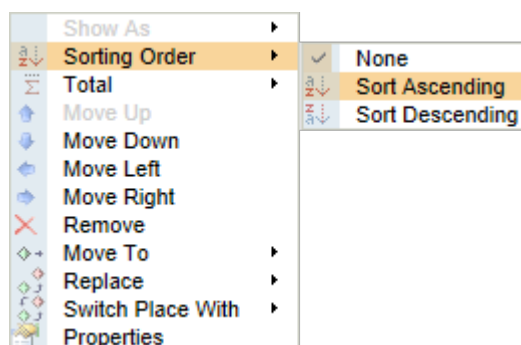 Show As
Sorting Order
Total
Move Up
Move Down
Move Left
Move Right
Remove
Move To
Replace
Switch Place With
Properties
None
Sort Ascending
Sort Descending